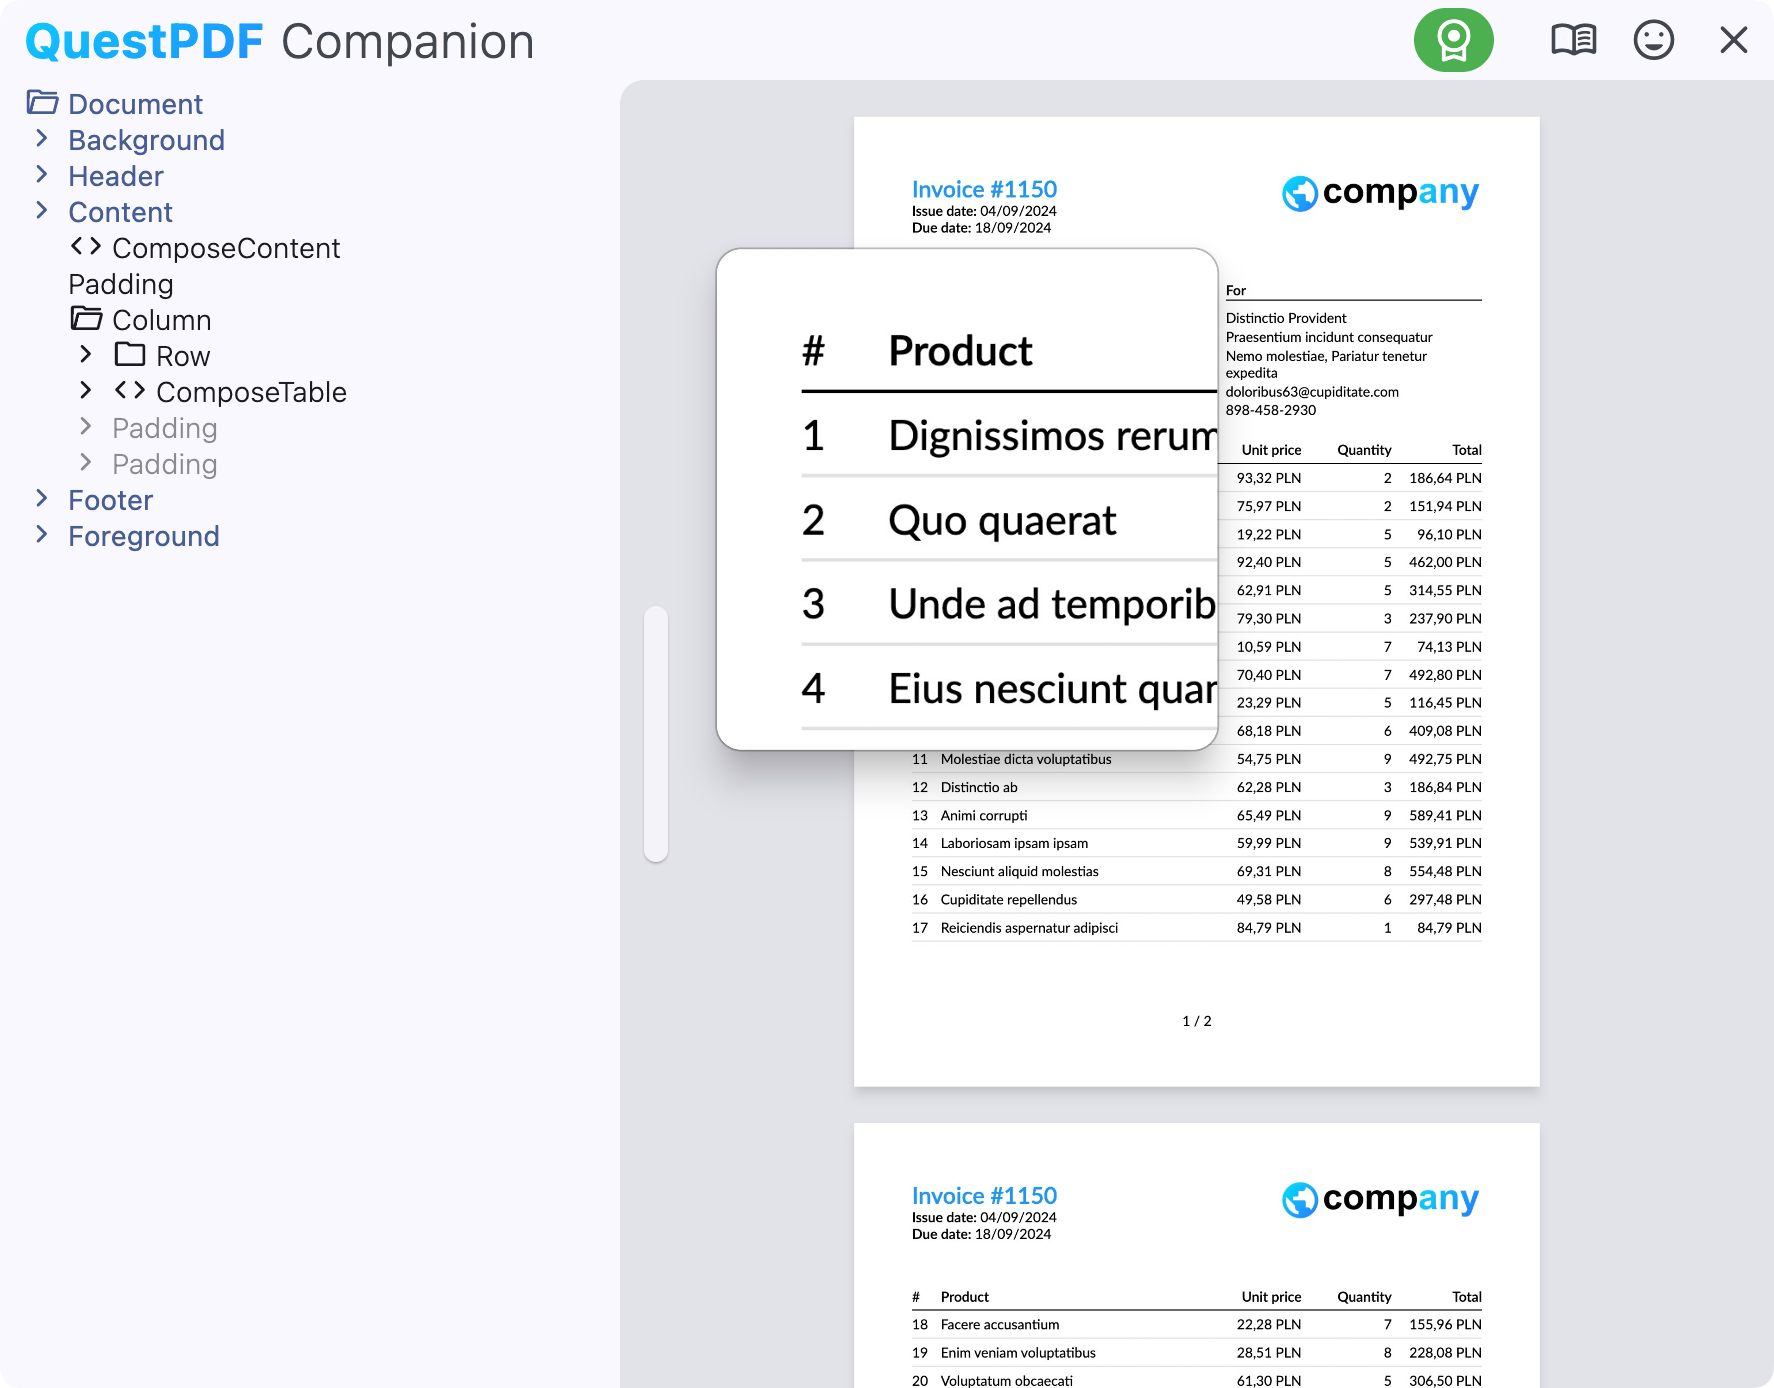 QuestPDF Companion
Document
Background
Header
Content
<> ComposeContent
Padding
Column
Row
<> ComposeTable
Padding
Padding
Footer
Foreground
Invoice #1150
Issue date: 04/09/2024
Due date: 18/09/2024
company
For
Distinctio Provident
Praesentium incidunt consequatur
Nemo molestiae, Pariatur tenetur
expedita
doloribus63@cupiditate.com
898-458-2930
# Product
1 Dignissimos rerum
2 Quo quaerat
3 Unde ad temporib
4 Eius nesciunt
Unit price Quantity Total
93,32 PLN 2 186,64 PLN
75,97 PLN 2 151,94 PLN
19,22 PLN 5 96,10 PLN
92,40 PLN 5 462,00 PLN
62,91 PLN 5 314,55 PLN
79,30 PLN 3 237,90 PLN
10,59 PLN 7 74,13 PLN
70,40 PLN 7 492,80 PLN
23,29 PLN 5 116,45 PLN
68,18 PLN 6 409,08 PLN
11 Molestiae dicta voluptatibus 54,75 PLN 9 492,75 PLN
12 Distinctio ab 62,28 PLN 3 186,84 PLN
13 Animi corrupti 65,49 PLN 9 589,41 PLN
14 Laboriosam ipsam ipsam 59,99 PLN 9 539,91 PLN
15 Nesciunt aliquid molestias 69,31 PLN 8 554,48 PLN
16 Cupiditate repellendus 49,58 PLN 6 297,48 PLN
17 Reiciendis aspernatur adipisci 84,79 PLN 1 84,79 PLN
1 / 2
Invoice #1150
Issue date: 04/09/2024
Due date: 18/09/2024
company
# Product Unit price Quantity Total
18 Facere accusantium 22,28 PLN 7 155,96 PLN
19 Enim veniam voluptatibus 28,51 PLN 8 228,08 PLN
20 Voluptatum obcaecati 61,30 PLN 5 306,50 PLN